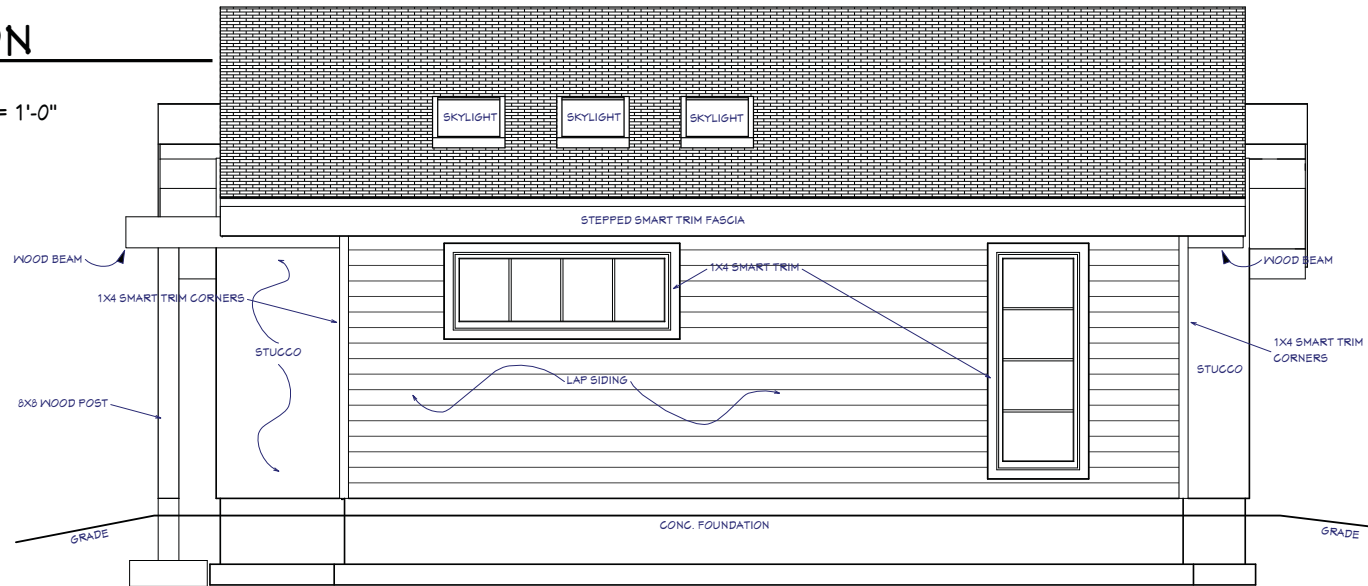 = 1'-0"
SKYLIGHT
SKYLIGHT
SKYLIGHT
STEPPED SMART TRIM FASCIA
WOOD BEAM
WOOD BEAM
1X4 SMART TRIM
1X4 SMART TRIM CORNERS
1X4 SMART TRIM
CORNERS
STUCCO
STUCCO
LAP SIDING
8X8 WOOD POST
CONC. FOUNDATION
GRADE
GRADE